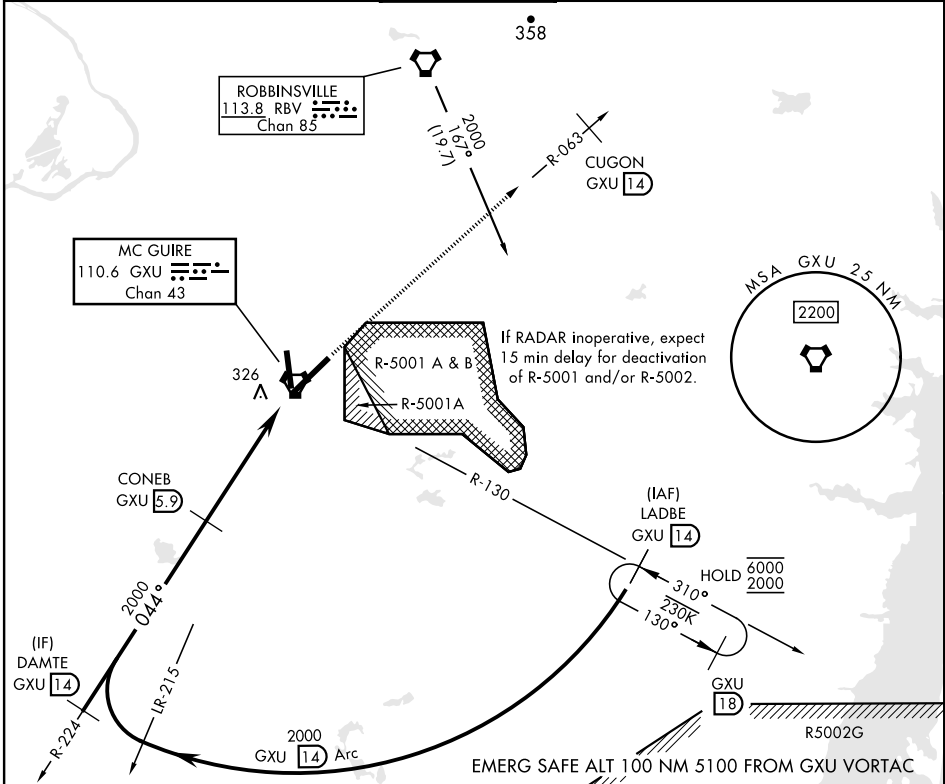 358
ROBBINSVILLE
113.8 RBV
Chan 85
2000
167°
(19.7)
R-063
CUGON
GXU 14
MC GUIRE
110.6 GXU
Chan 43
MSA GXU 25 NM
2200
If RADAR inoperative, expect
15 min delay for deactivation
of R-5001 and/or R-5002.
R-5001 A & B
R-5001A
326
R-130
CONEB
GXU 5.9
(IAF)
LADBE
GXU 14
HOLD 6000
2000
310°
230K
130°
2000
044°
(IF)
DAMTE
GXU 14
LR-215
R-224
GXU
18
R5002G
2000
GXU 14 Arc
EMERG SAFE ALT 100 NM 5100 FROM GXU VORTAC